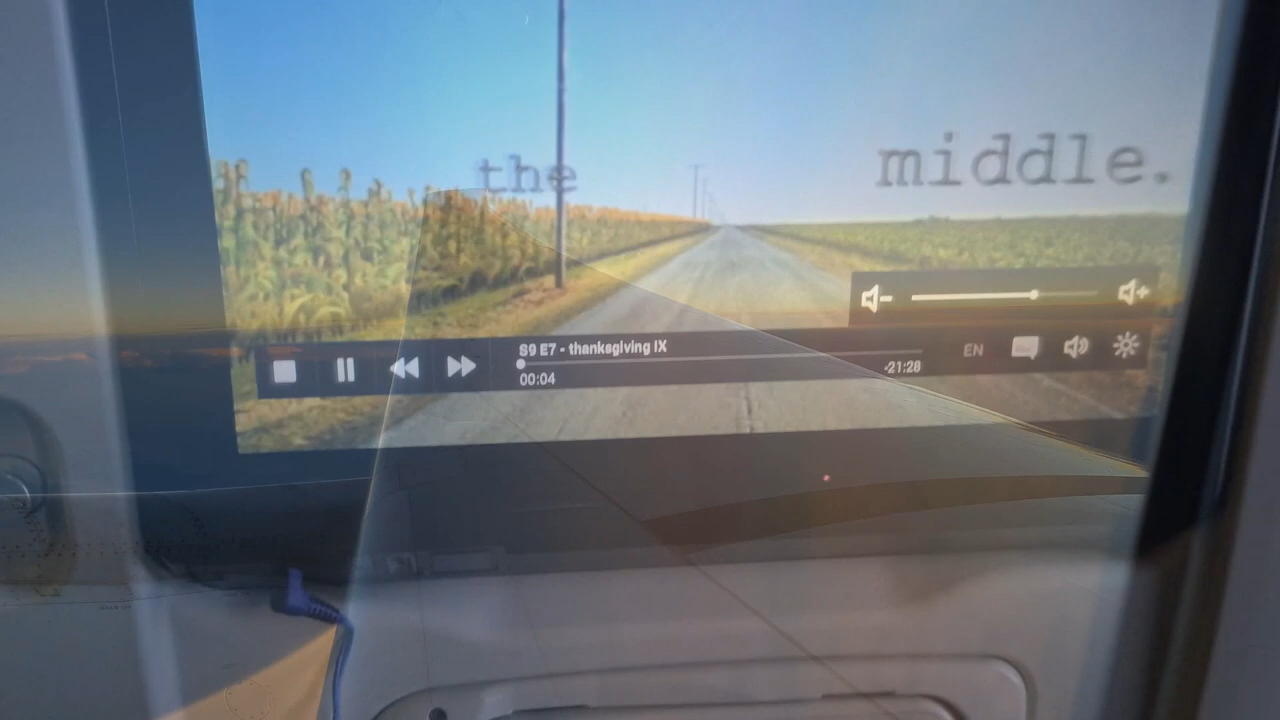 the middle.
S9 E7 - thanksgiving IX
00:04 -21:28 EN